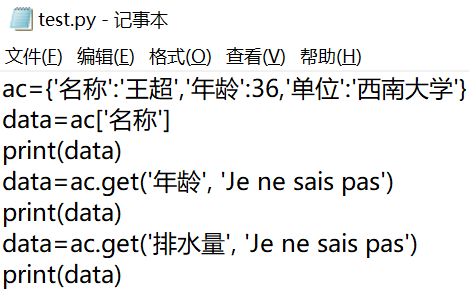 test.py - 记事本
文件(F) 编辑(E) 格式(O) 查看(V) 帮助(H)
ac={'名称':'王超','年龄':36,'单位':'西南大学'}
data=ac['名称']
print(data)
data=ac.get('年龄', 'Je ne sais pas')
print(data)
data=ac.get('排水量', 'Je ne sais pas')
print(data)